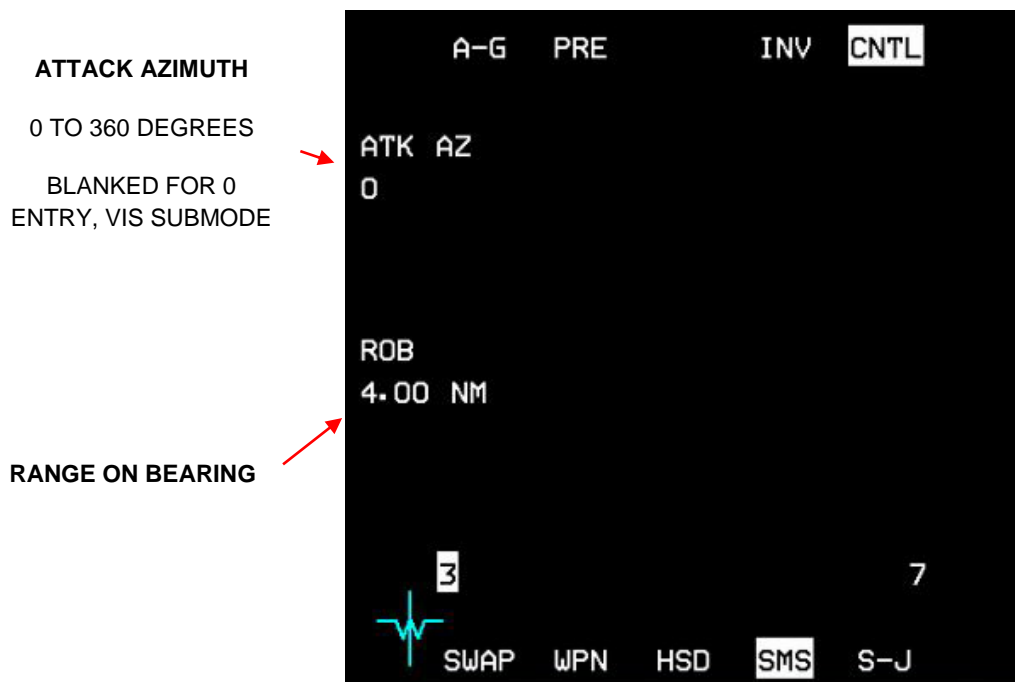 A-G PRE INV CNTL
ATTACK AZIMUTH
0 TO 360 DEGREES
BLANKED FOR 0
ENTRY, VIS SUBMODE
ATK AZ
0
ROB
4.00 NM
RANGE ON BEARING
3 7
SWAP WPN HSD SMS S-J